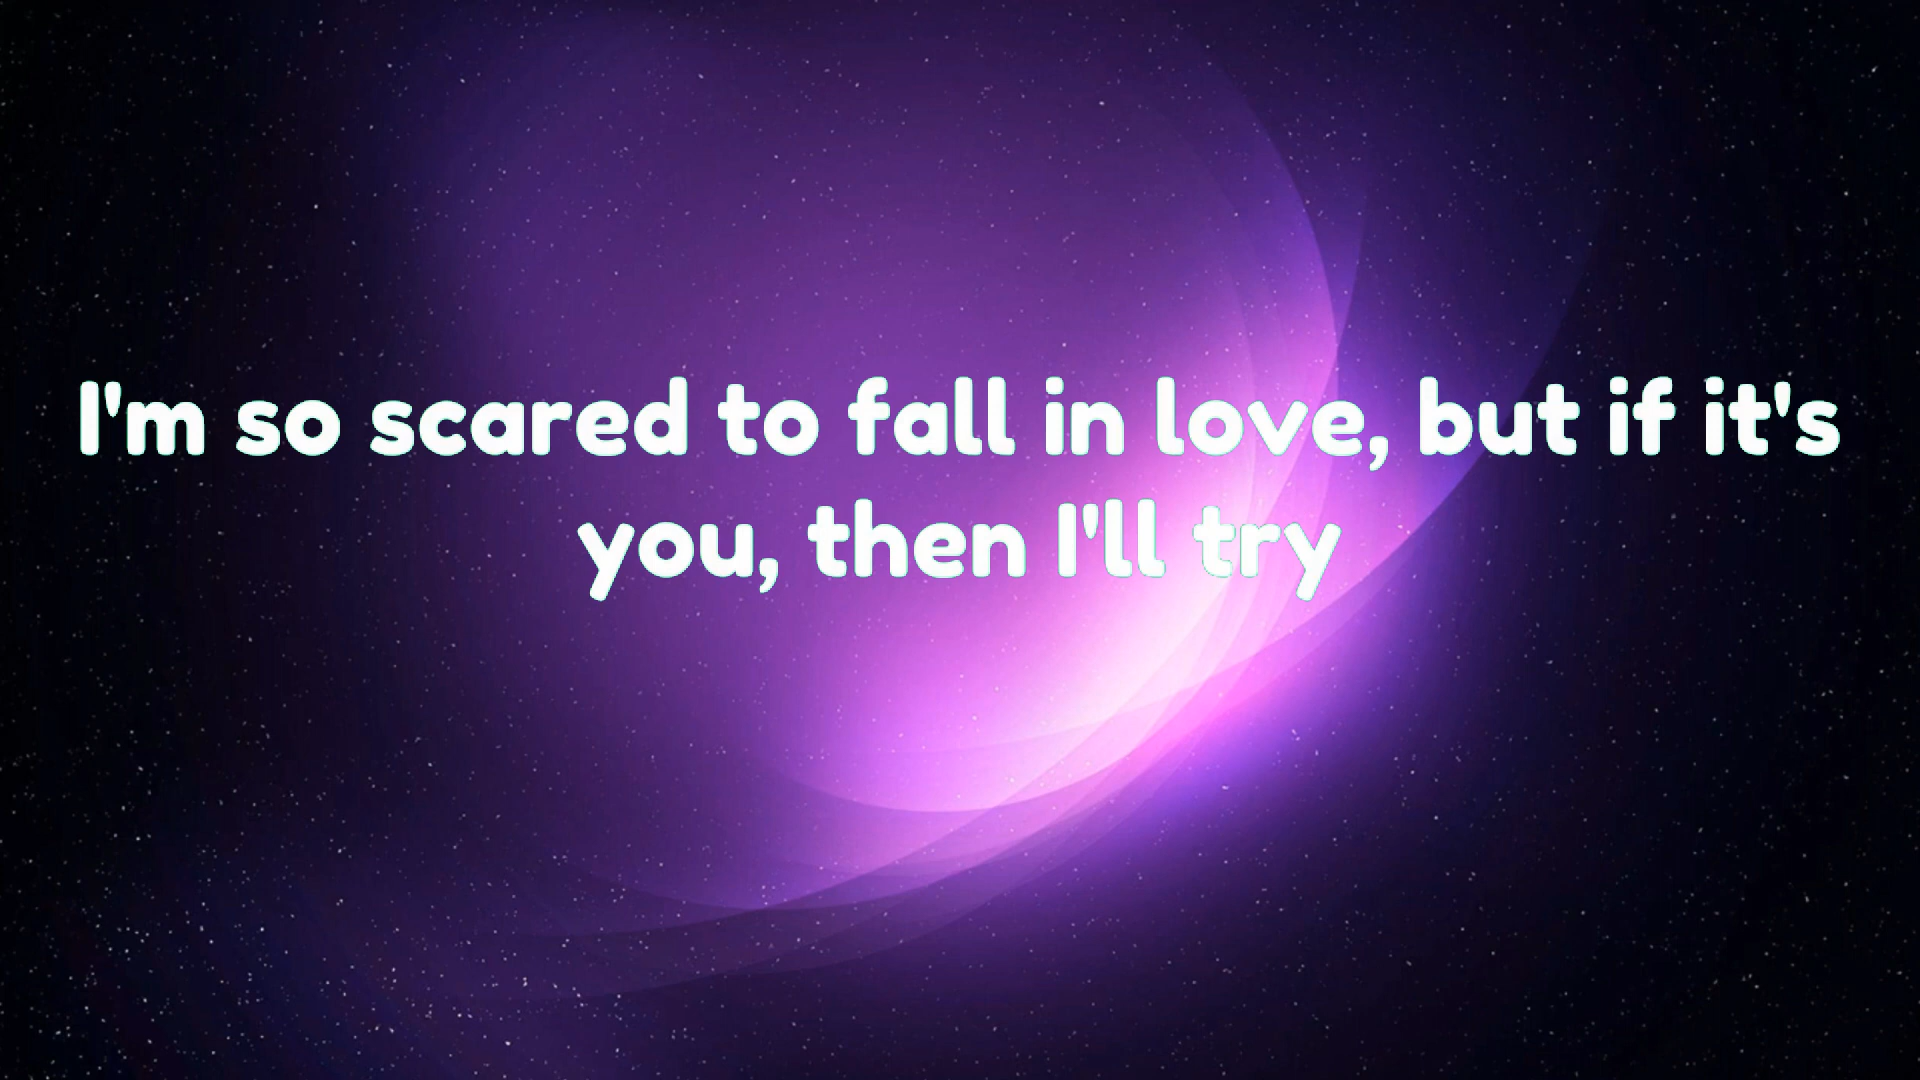 I'm so scared to fall in love, but if it's
you, then I'll try